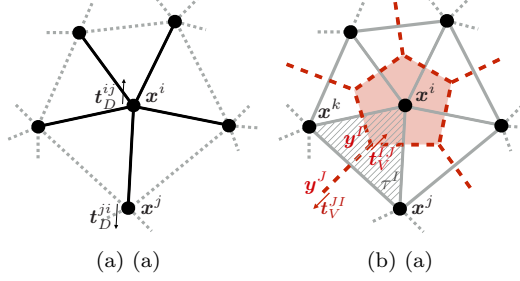 t_D^{ij} x^i
t_D^{ji} x^j
(a) (a)
x^i
x^k
y^I
t_V^{IJ}
τ^I
y^J
t_V^{JI} x^j
(b) (a)